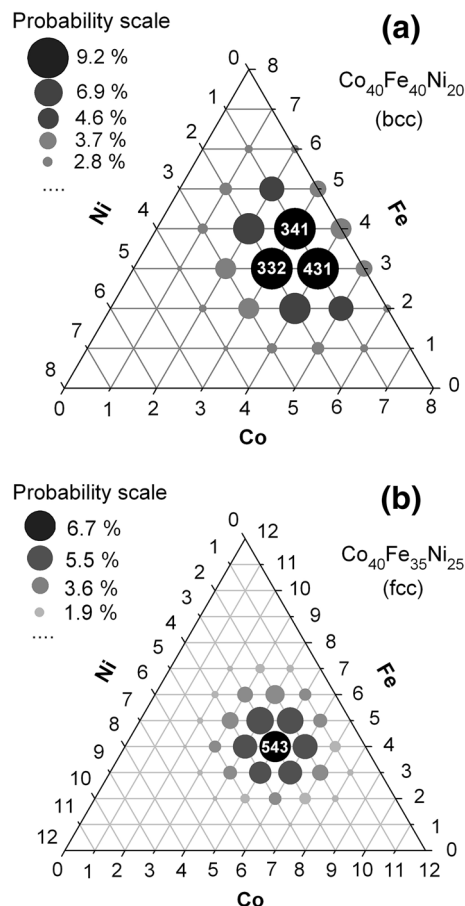 Probability scale
(a)
9.2 %
6.9 %
4.6 %
3.7 %
2.8 %
....
Co40Fe40Ni20
(bcc)
0 8
1 7
2 6
3 5
4 4
5 3
6 2
7 1
8 0
0 1 2 3 4 5 6 7 8
Ni
Fe
Co
341
332 431
Probability scale
(b)
6.7 %
5.5 %
3.6 %
1.9 %
....
Co40Fe35Ni25
(fcc)
0 12
1 11
2 10
3 9
4 8
5 7
6 6
7 5
8 4
9 3
10 2
11 1
12 0
0 1 2 3 4 5 6 7 8 9 10 11 12
Ni
Fe
Co
543